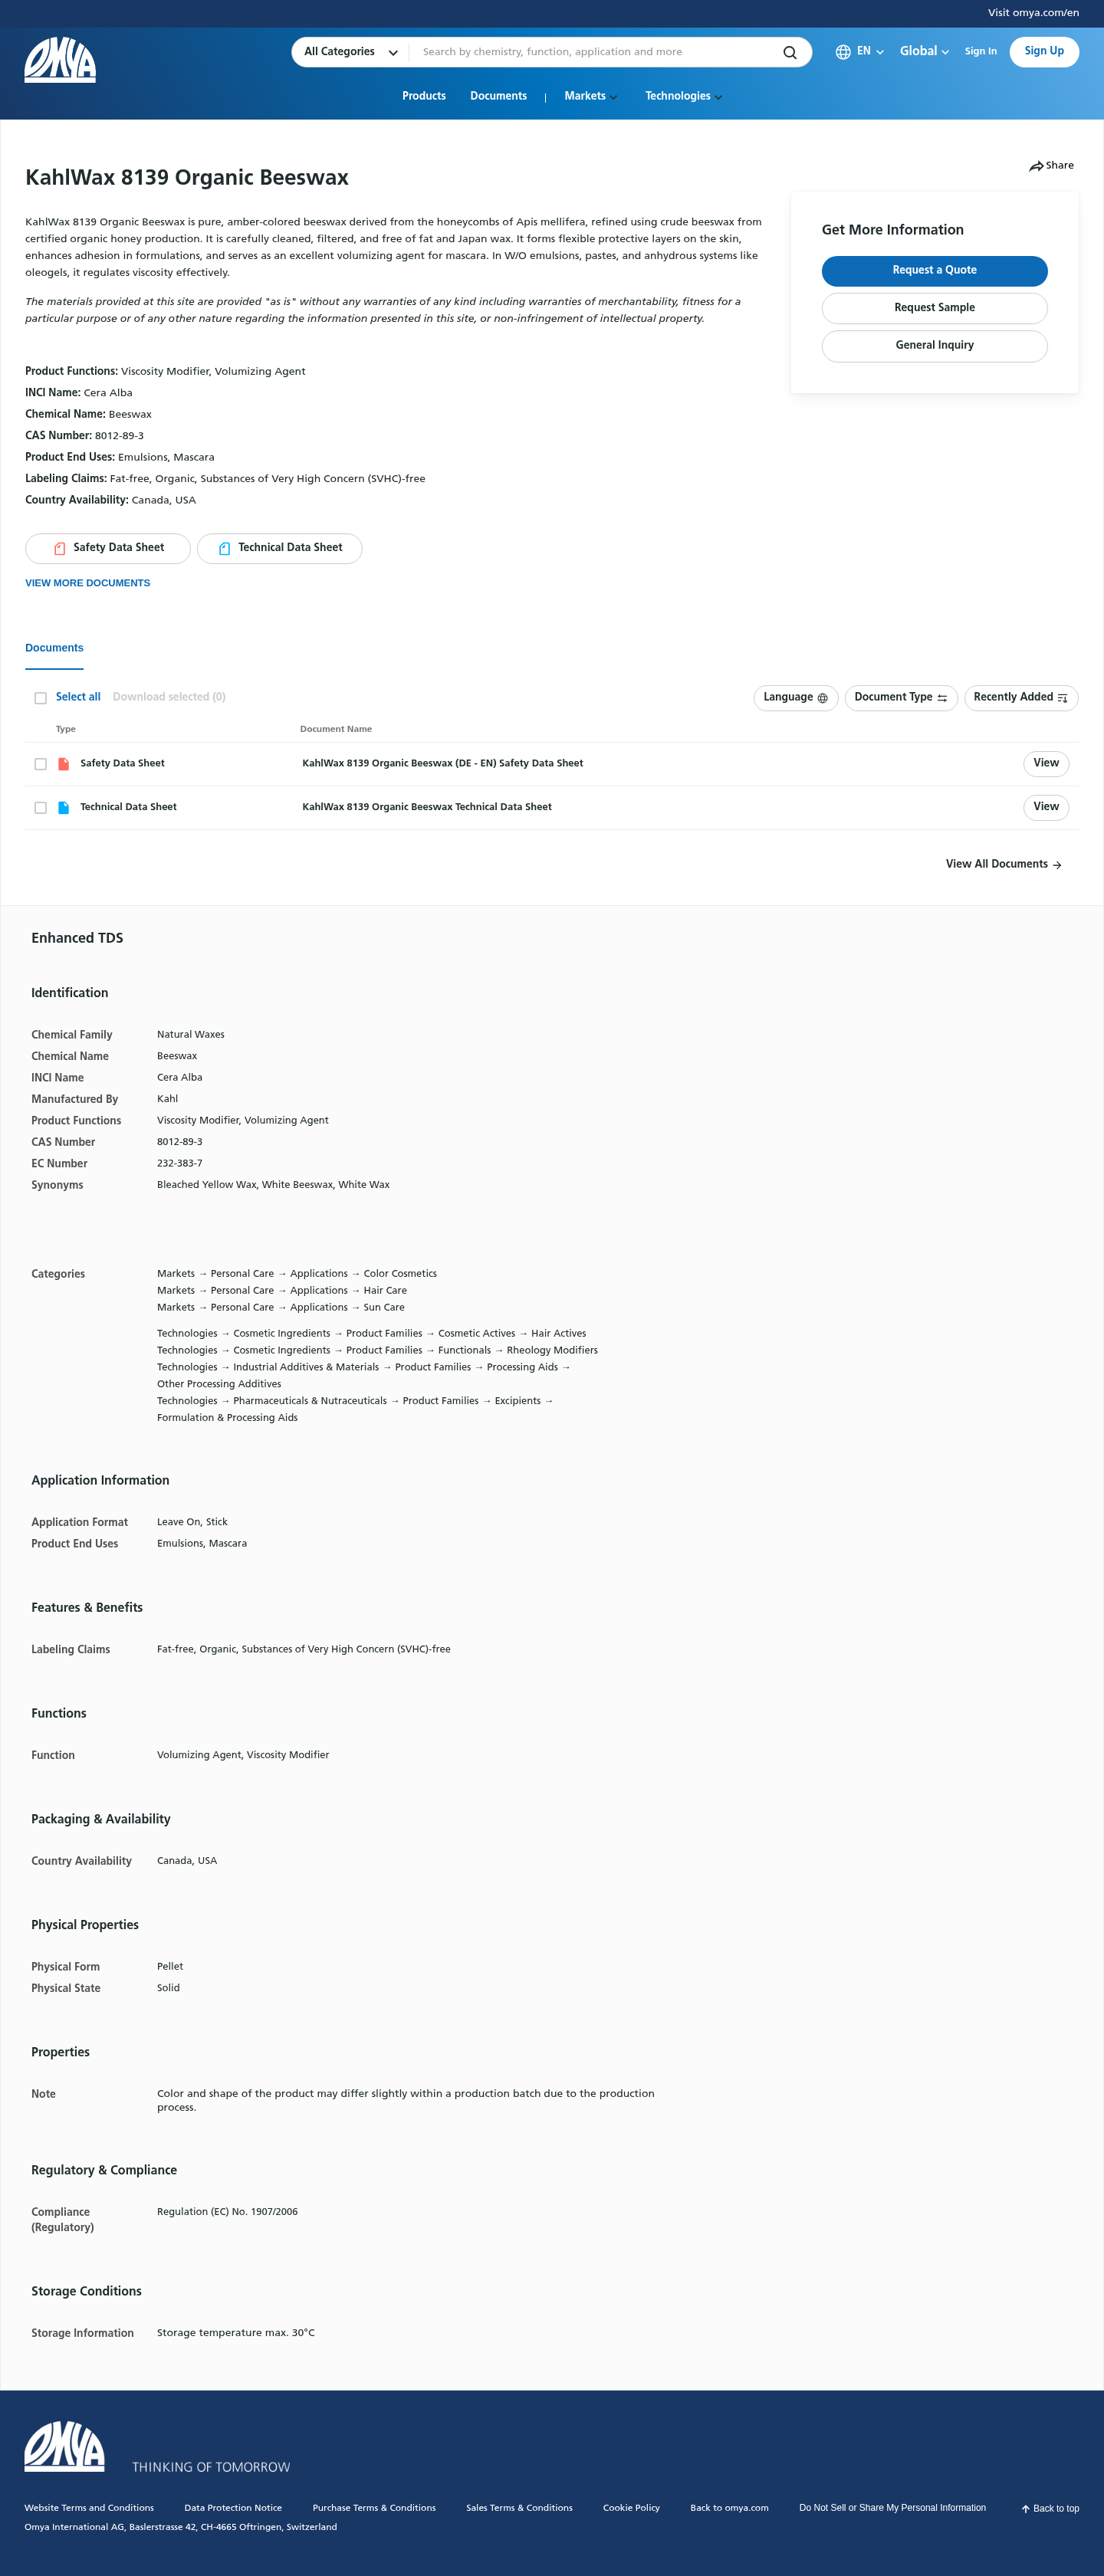 Visit omya.com/en
OMYA
All Categories
Search by chemistry, function, application and more
EN
Global
Sign In
Sign Up
Products
Documents
Markets
Technologies
Share
KahlWax 8139 Organic Beeswax
KahlWax 8139 Organic Beeswax is pure, amber-colored beeswax derived from the honeycombs of Apis mellifera, refined using crude beeswax from
certified organic honey production. It is carefully cleaned, filtered, and free of fat and Japan wax. It forms flexible protective layers on the skin,
enhances adhesion in formulations, and serves as an excellent volumizing agent for mascara. In W/O emulsions, pastes, and anhydrous systems like
oleogels, it regulates viscosity effectively.
The materials provided at this site are provided "as is" without any warranties of any kind including warranties of merchantability, fitness for a
particular purpose or of any other nature regarding the information presented in this site, or non-infringement of intellectual property.
Get More Information
Request a Quote
Request Sample
General Inquiry
Product Functions: Viscosity Modifier, Volumizing Agent
INCI Name: Cera Alba
Chemical Name: Beeswax
CAS Number: 8012-89-3
Product End Uses: Emulsions, Mascara
Labeling Claims: Fat-free, Organic, Substances of Very High Concern (SVHC)-free
Country Availability: Canada, USA
Safety Data Sheet
Technical Data Sheet
VIEW MORE DOCUMENTS
Documents
Select all
Download selected (0)
Language
Document Type
Recently Added
Type
Document Name
Safety Data Sheet
KahlWax 8139 Organic Beeswax (DE - EN) Safety Data Sheet
View
Technical Data Sheet
KahlWax 8139 Organic Beeswax Technical Data Sheet
View
View All Documents →
Enhanced TDS
Identification
Chemical Family
Natural Waxes
Chemical Name
Beeswax
INCI Name
Cera Alba
Manufactured By
Kahl
Product Functions
Viscosity Modifier, Volumizing Agent
CAS Number
8012-89-3
EC Number
232-383-7
Synonyms
Bleached Yellow Wax, White Beeswax, White Wax
Categories
Markets → Personal Care → Applications → Color Cosmetics
Markets → Personal Care → Applications → Hair Care
Markets → Personal Care → Applications → Sun Care
Technologies → Cosmetic Ingredients → Product Families → Cosmetic Actives → Hair Actives
Technologies → Cosmetic Ingredients → Product Families → Functionals → Rheology Modifiers
Technologies → Industrial Additives & Materials → Product Families → Processing Aids →
Other Processing Additives
Technologies → Pharmaceuticals & Nutraceuticals → Product Families → Excipients →
Formulation & Processing Aids
Application Information
Application Format
Leave On, Stick
Product End Uses
Emulsions, Mascara
Features & Benefits
Labeling Claims
Fat-free, Organic, Substances of Very High Concern (SVHC)-free
Functions
Function
Volumizing Agent, Viscosity Modifier
Packaging & Availability
Country Availability
Canada, USA
Physical Properties
Physical Form
Pellet
Physical State
Solid
Properties
Note
Color and shape of the product may differ slightly within a production batch due to the production
process.
Regulatory & Compliance
Compliance
(Regulatory)
Regulation (EC) No. 1907/2006
Storage Conditions
Storage Information
Storage temperature max. 30°C
OMYA
THINKING OF TOMORROW
Website Terms and Conditions
Data Protection Notice
Purchase Terms & Conditions
Sales Terms & Conditions
Cookie Policy
Back to omya.com
Do Not Sell or Share My Personal Information
Back to top
Omya International AG, Baslerstrasse 42, CH-4665 Oftringen, Switzerland